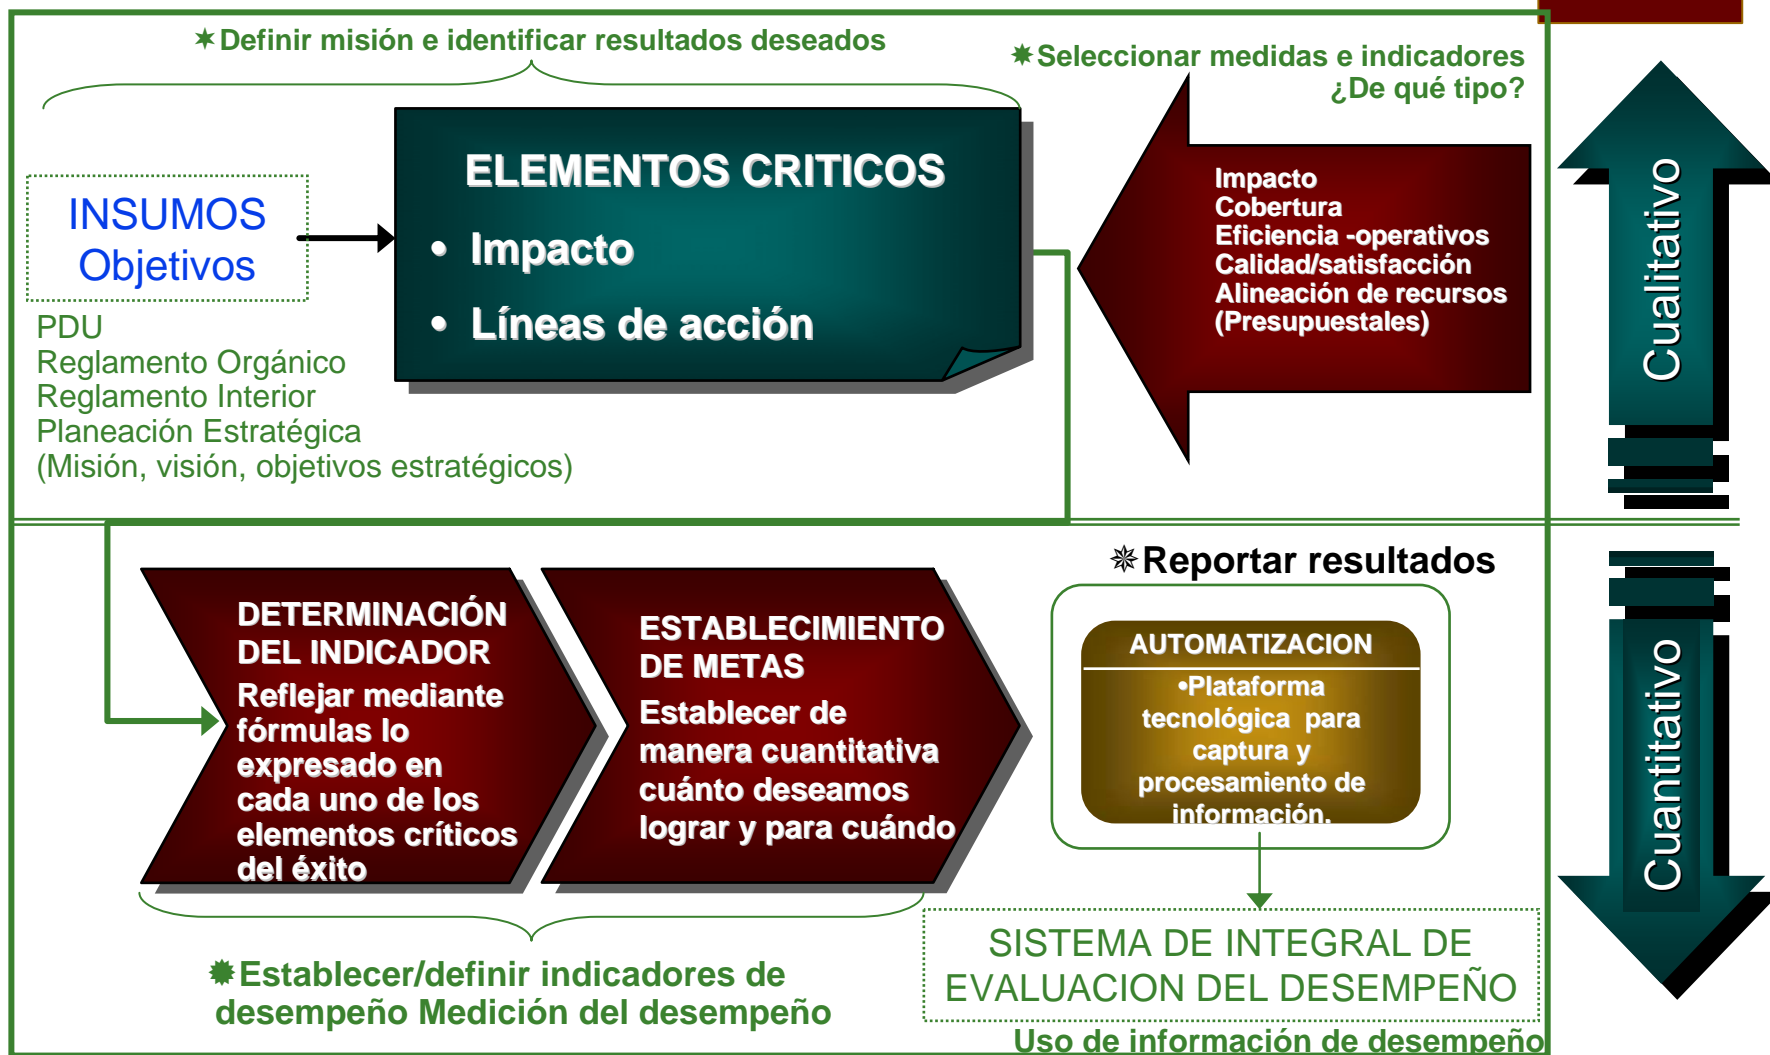 ✶Definir misión e identificar resultados deseados
✷Seleccionar medidas e indicadores
¿De qué tipo?
INSUMOS
Objetivos
PDU
Reglamento Orgánico
Reglamento Interior
Planeación Estratégica
(Misión, visión, objetivos estratégicos)
ELEMENTOS CRITICOS
• Impacto
• Líneas de acción
Impacto
Cobertura
Eficiencia -operativos
Calidad/satisfacción
Alineación de recursos
(Presupuestales)
Cualitativo
DETERMINACIÓN
DEL INDICADOR
Reflejar mediante
fórmulas lo
expresado en
cada uno de los
elementos críticos
del éxito
ESTABLECIMIENTO
DE METAS
Establecer de
manera cuantitativa
cuánto deseamos
lograr y para cuándo
✵Reportar resultados
AUTOMATIZACION
•Plataforma
tecnológica para
captura y
procesamiento de
información.
Cuantitativo
✹Establecer/definir indicadores de
desempeño Medición del desempeño
SISTEMA DE INTEGRAL DE
EVALUACION DEL DESEMPEÑO
Uso de información de desempeño